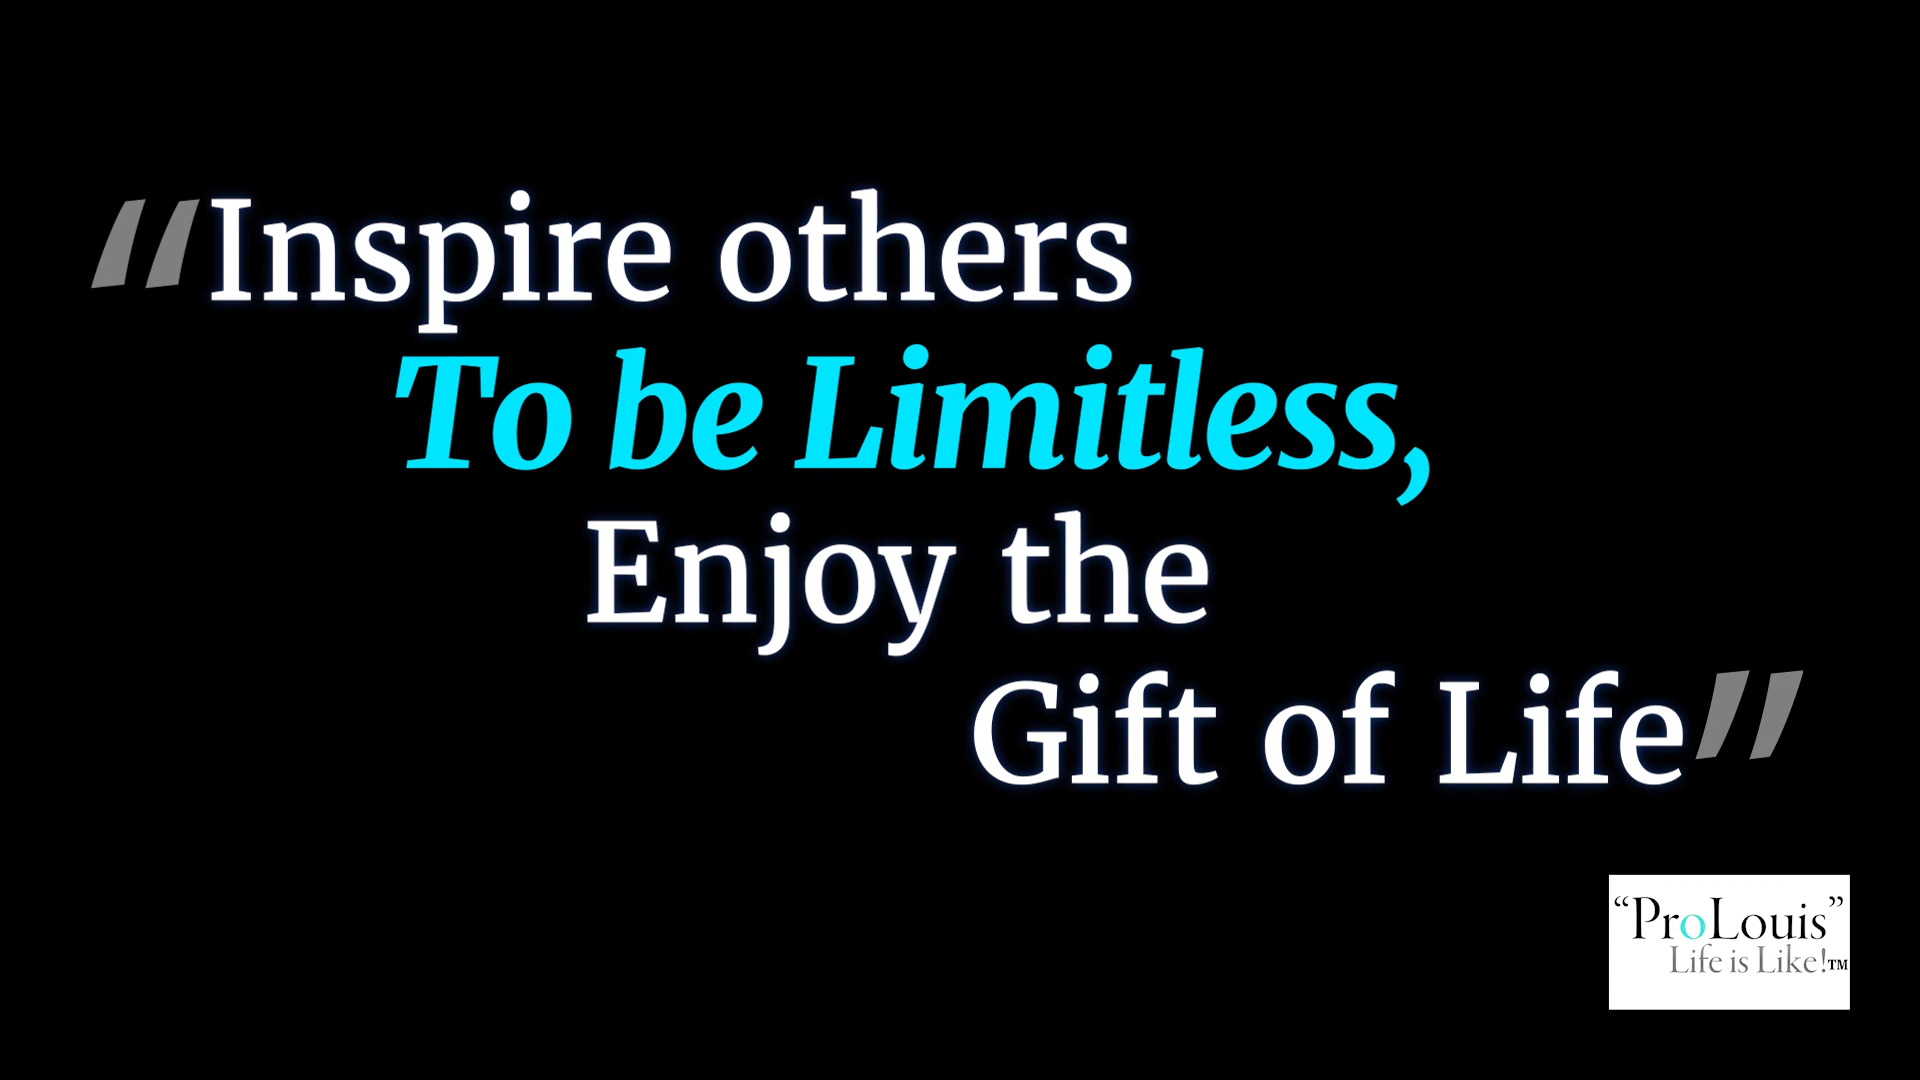 “Inspire others
To be Limitless,
Enjoy the
Gift of Life”
“ProLouis”
Life is Like!™